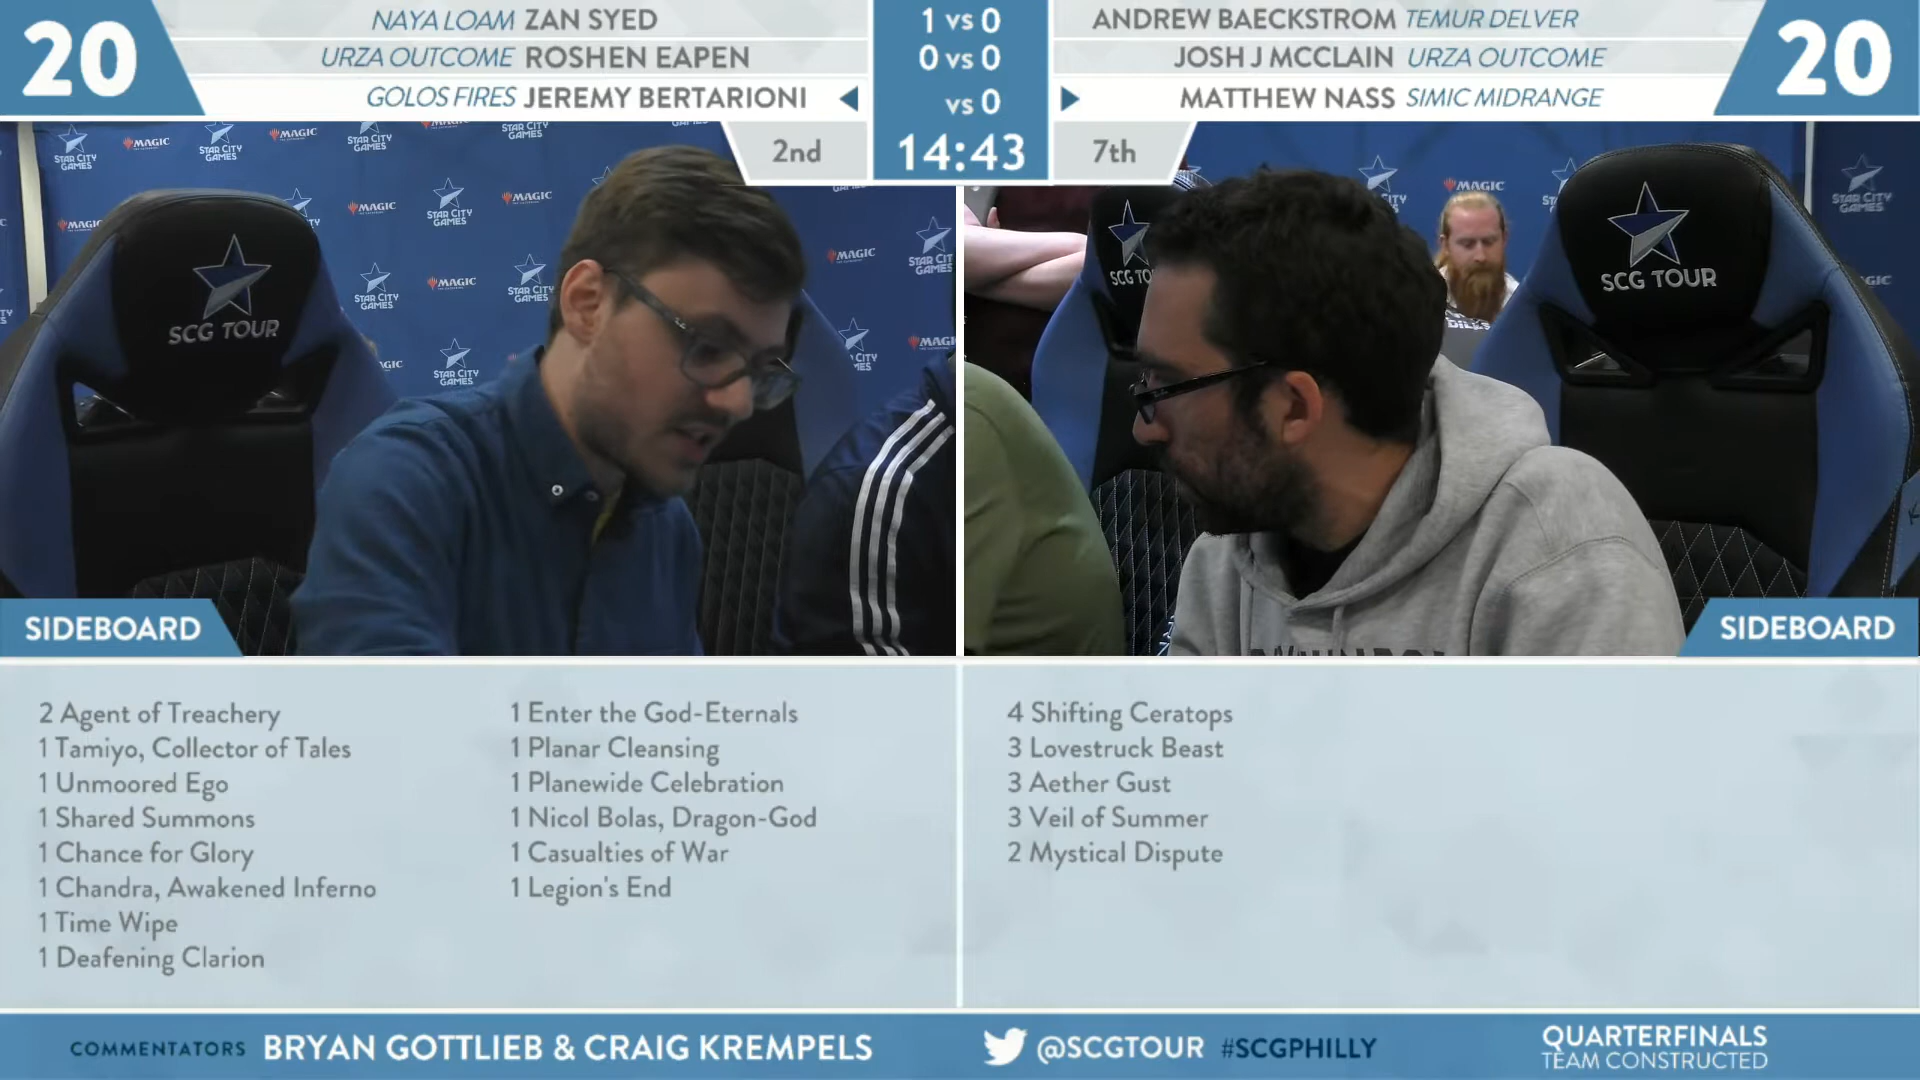 20
NAYA LOAM ZAN SYED
URZA OUTCOME ROSHEN EAPEN
GOLOS FIRES JEREMY BERTARIONI
1 vs 0
0 vs 0
vs 0
14:43
2nd
7th
ANDREW BAECKSTROM TEMUR DELVER
JOSH J MCCLAIN URZA OUTCOME
MATTHEW NASS SIMIC MIDRANGE
20
STAR CITY GAMES
MAGIC
SCG TOUR
SCG TOUR
SIDEBOARD
2 Agent of Treachery
1 Tamiyo, Collector of Tales
1 Unmoored Ego
1 Shared Summons
1 Chance for Glory
1 Chandra, Awakened Inferno
1 Time Wipe
1 Deafening Clarion
1 Enter the God-Eternals
1 Planar Cleansing
1 Planewide Celebration
1 Nicol Bolas, Dragon-God
1 Casualties of War
1 Legion's End
SIDEBOARD
4 Shifting Ceratops
3 Lovestruck Beast
3 Aether Gust
3 Veil of Summer
2 Mystical Dispute
COMMENTATORS BRYAN GOTTLIEB & CRAIG KREMPELS
@SCGTOUR #SCGPHILLY
QUARTERFINALS
TEAM CONSTRUCTED